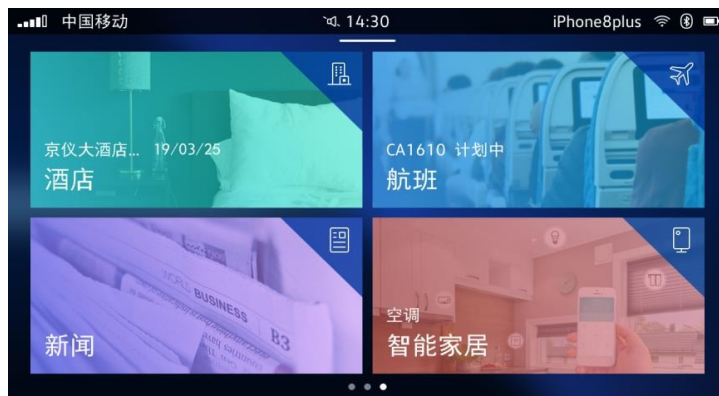 中国移动
14:30
iPhone8plus
京仪大酒店... 19/03/25
酒店
CA1610 计划中
航班
WORLD BUSINESS
B3
新闻
空调
智能家居